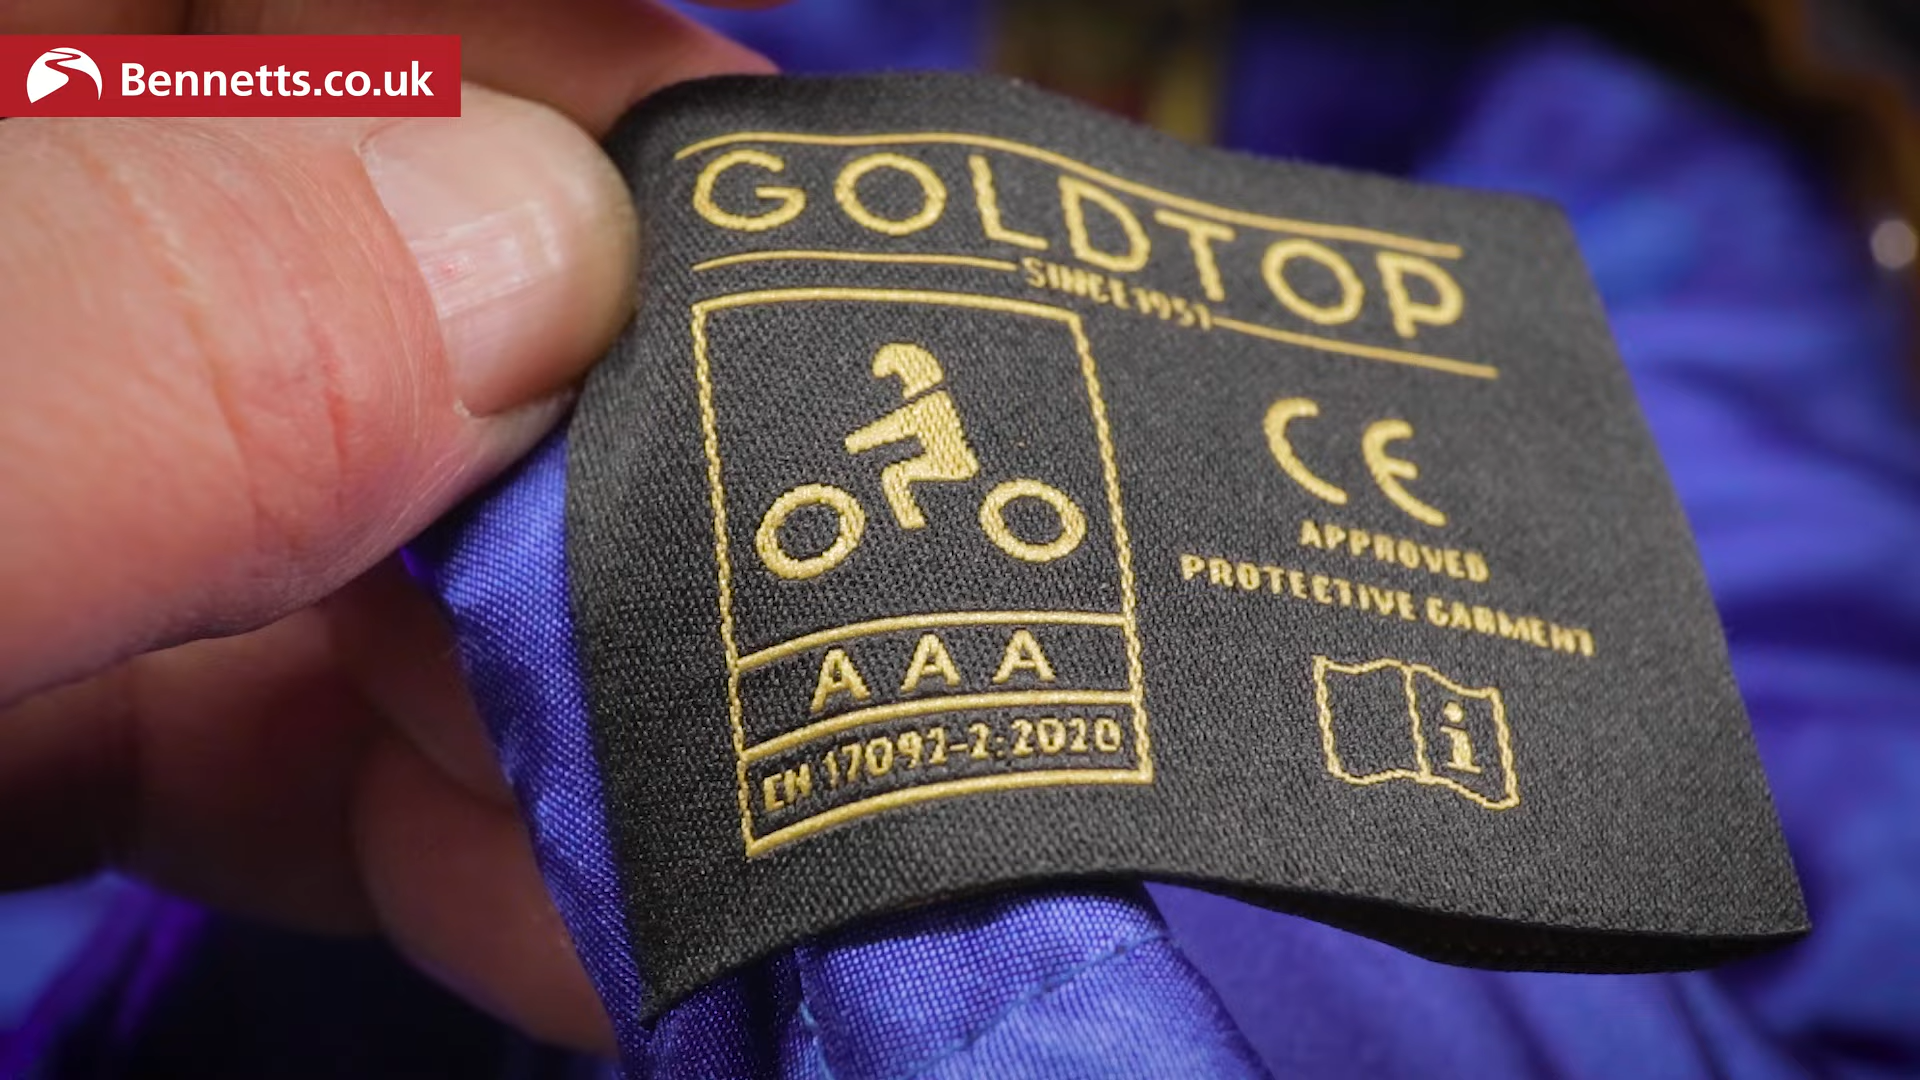 Bennetts.co.uk
GOLDTOP
SINCE 1951
CE
APPROVED
PROTECTIVE GARMENT
AAA
EN 17092-2:2020
i